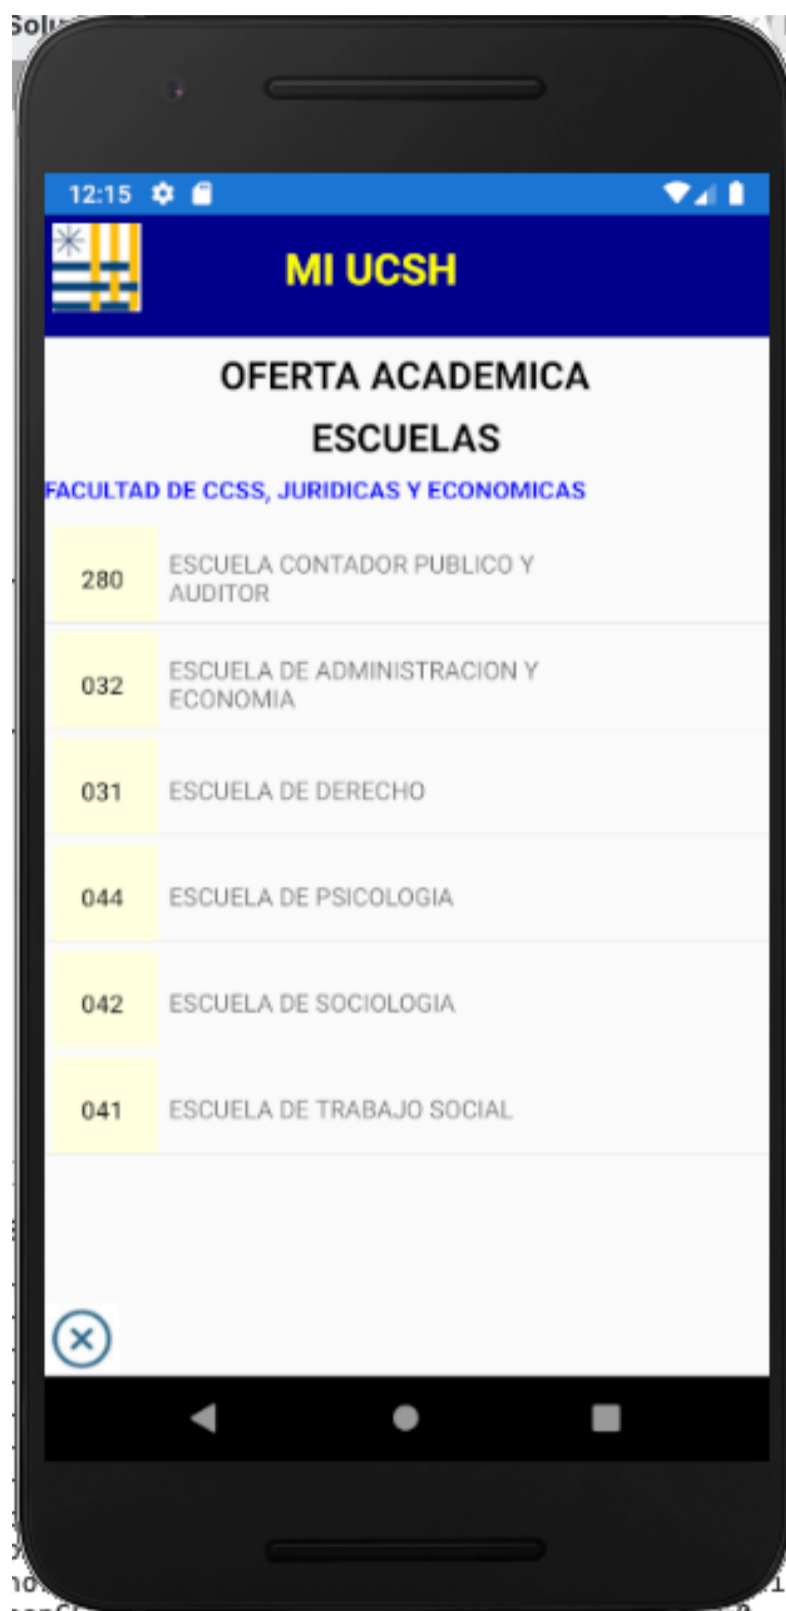 12:15
MI UCSH
OFERTA ACADEMICA
ESCUELAS
FACULTAD DE CCSS, JURIDICAS Y ECONOMICAS
280 ESCUELA CONTADOR PUBLICO Y
AUDITOR
032 ESCUELA DE ADMINISTRACION Y
ECONOMIA
031 ESCUELA DE DERECHO
044 ESCUELA DE PSICOLOGIA
042 ESCUELA DE SOCIOLOGIA
041 ESCUELA DE TRABAJO SOCIAL